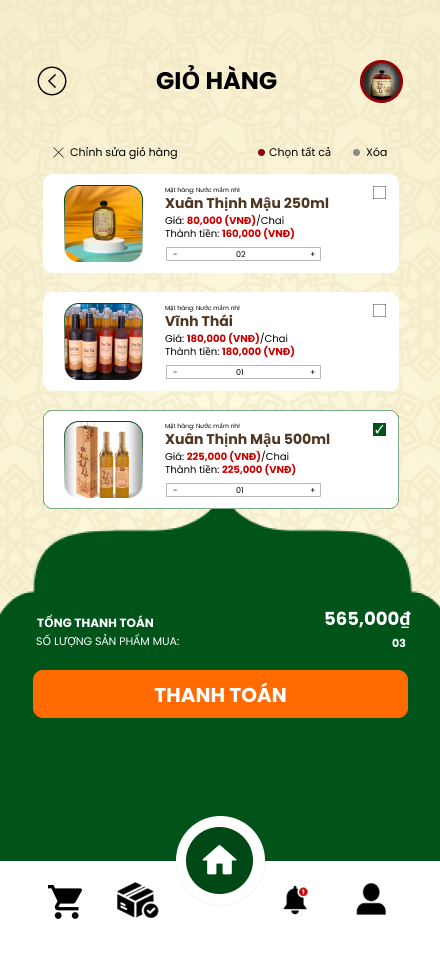 GIỎ HÀNG
Chỉnh sửa giỏ hàng
Chọn tất cả
Xóa
Mặt hàng: Nước mắm nhỉ
Xuân Thịnh Mậu 250ml
Giá: 80,000 (VNĐ)/Chai
Thành tiền: 160,000 (VNĐ)
- 02 +
Mặt hàng: Nước mắm nhỉ
Vĩnh Thái
Giá: 180,000 (VNĐ)/Chai
Thành tiền: 180,000 (VNĐ)
- 01 +
Mặt hàng: Nước mắm nhỉ
Xuân Thịnh Mậu 500ml
Giá: 225,000 (VNĐ)/Chai
Thành tiền: 225,000 (VNĐ)
- 01 +
TỔNG THANH TOÁN 565,000₫
SỐ LƯỢNG SẢN PHẨM MUA: 03
THANH TOÁN
1